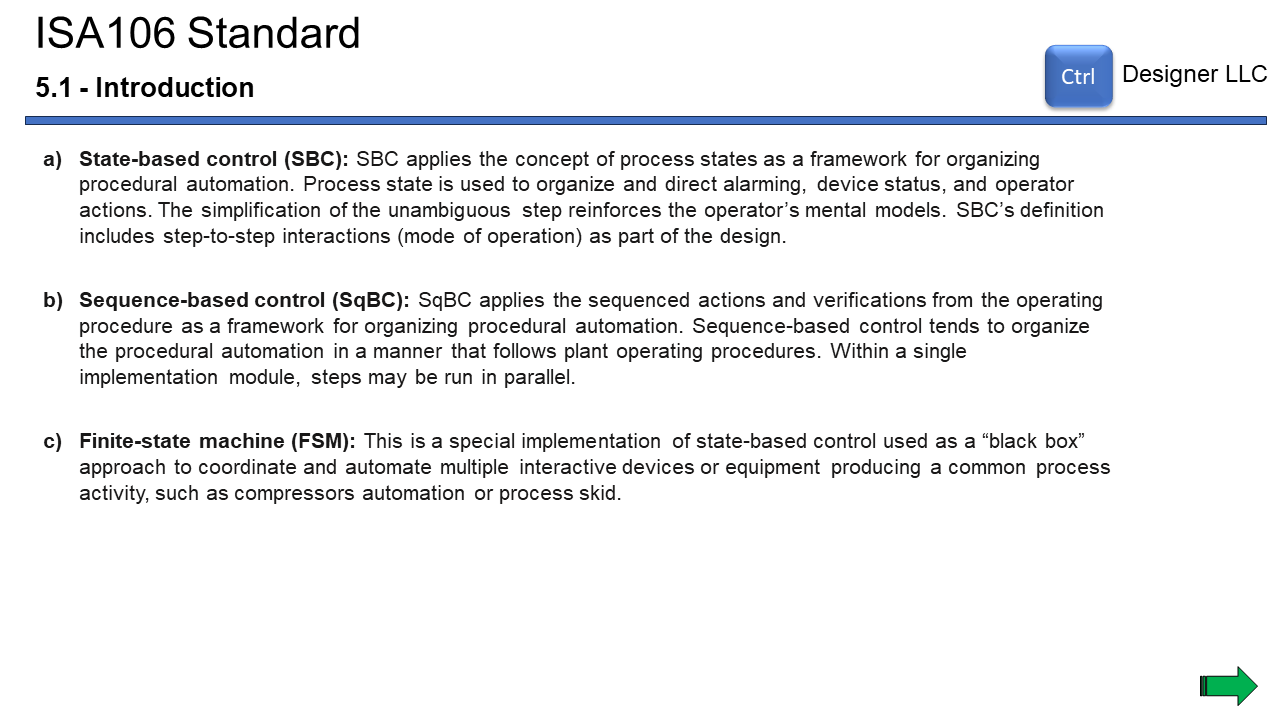 ISA106 Standard
5.1 - Introduction
Ctrl
Designer LLC
a) State-based control (SBC): SBC applies the concept of process states as a framework for organizing
procedural automation. Process state is used to organize and direct alarming, device status, and operator
actions. The simplification of the unambiguous step reinforces the operator’s mental models. SBC’s definition
includes step-to-step interactions (mode of operation) as part of the design.
b) Sequence-based control (SqBC): SqBC applies the sequenced actions and verifications from the operating
procedure as a framework for organizing procedural automation. Sequence-based control tends to organize
the procedural automation in a manner that follows plant operating procedures. Within a single
implementation module, steps may be run in parallel.
c) Finite-state machine (FSM): This is a special implementation of state-based control used as a “black box”
approach to coordinate and automate multiple interactive devices or equipment producing a common process
activity, such as compressors automation or process skid.